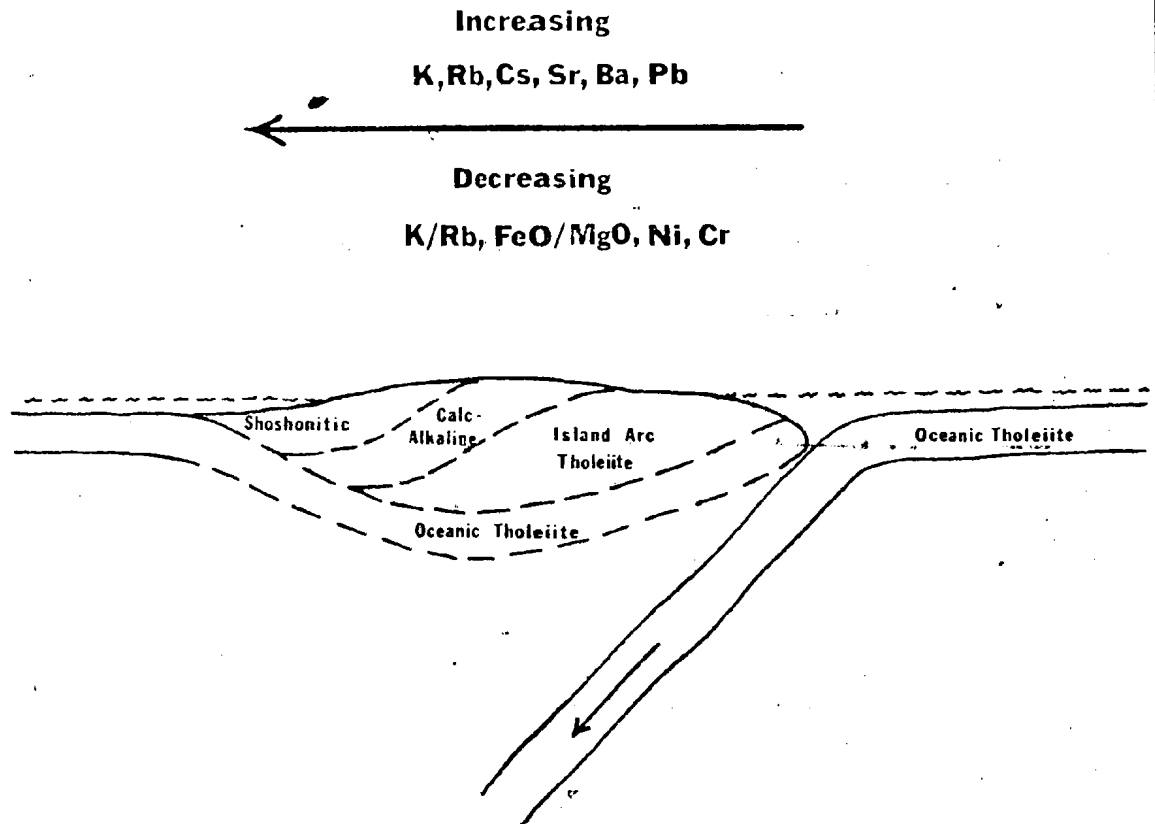 Increasing
K,Rb,Cs,Sr,Ba,Pb
Decreasing
K/Rb, FeO/MgO, Ni, Cr
Shoshonitic
Calc-
Alkaline
Island Arc
Tholeiite
Oceanic Tholeiite
Oceanic Tholeiite